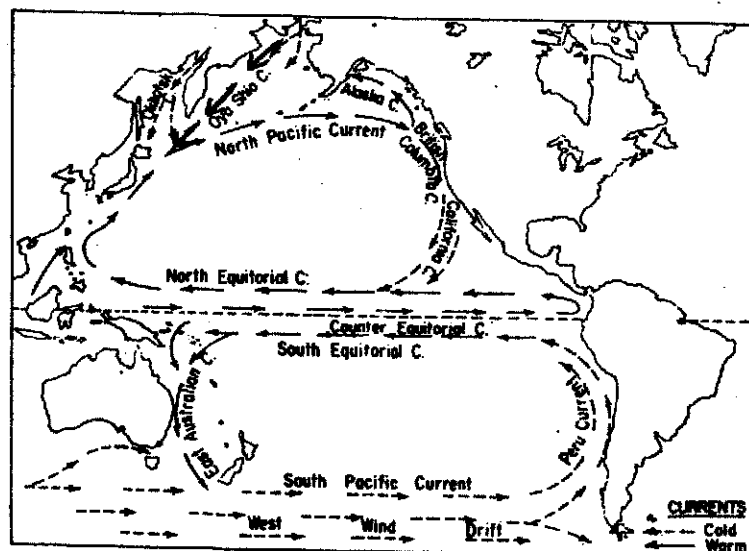 Okhotsk
Oya Shio C.
Alaska C.
North Pacific Current
British
Columbia C.
California C.
North Equitorial C.
Counter Equitorial C.
South Equitorial C.
East Australian C.
Peru Current
South Pacific Current
West Wind Drift
CURRENTS
Cold
Warm